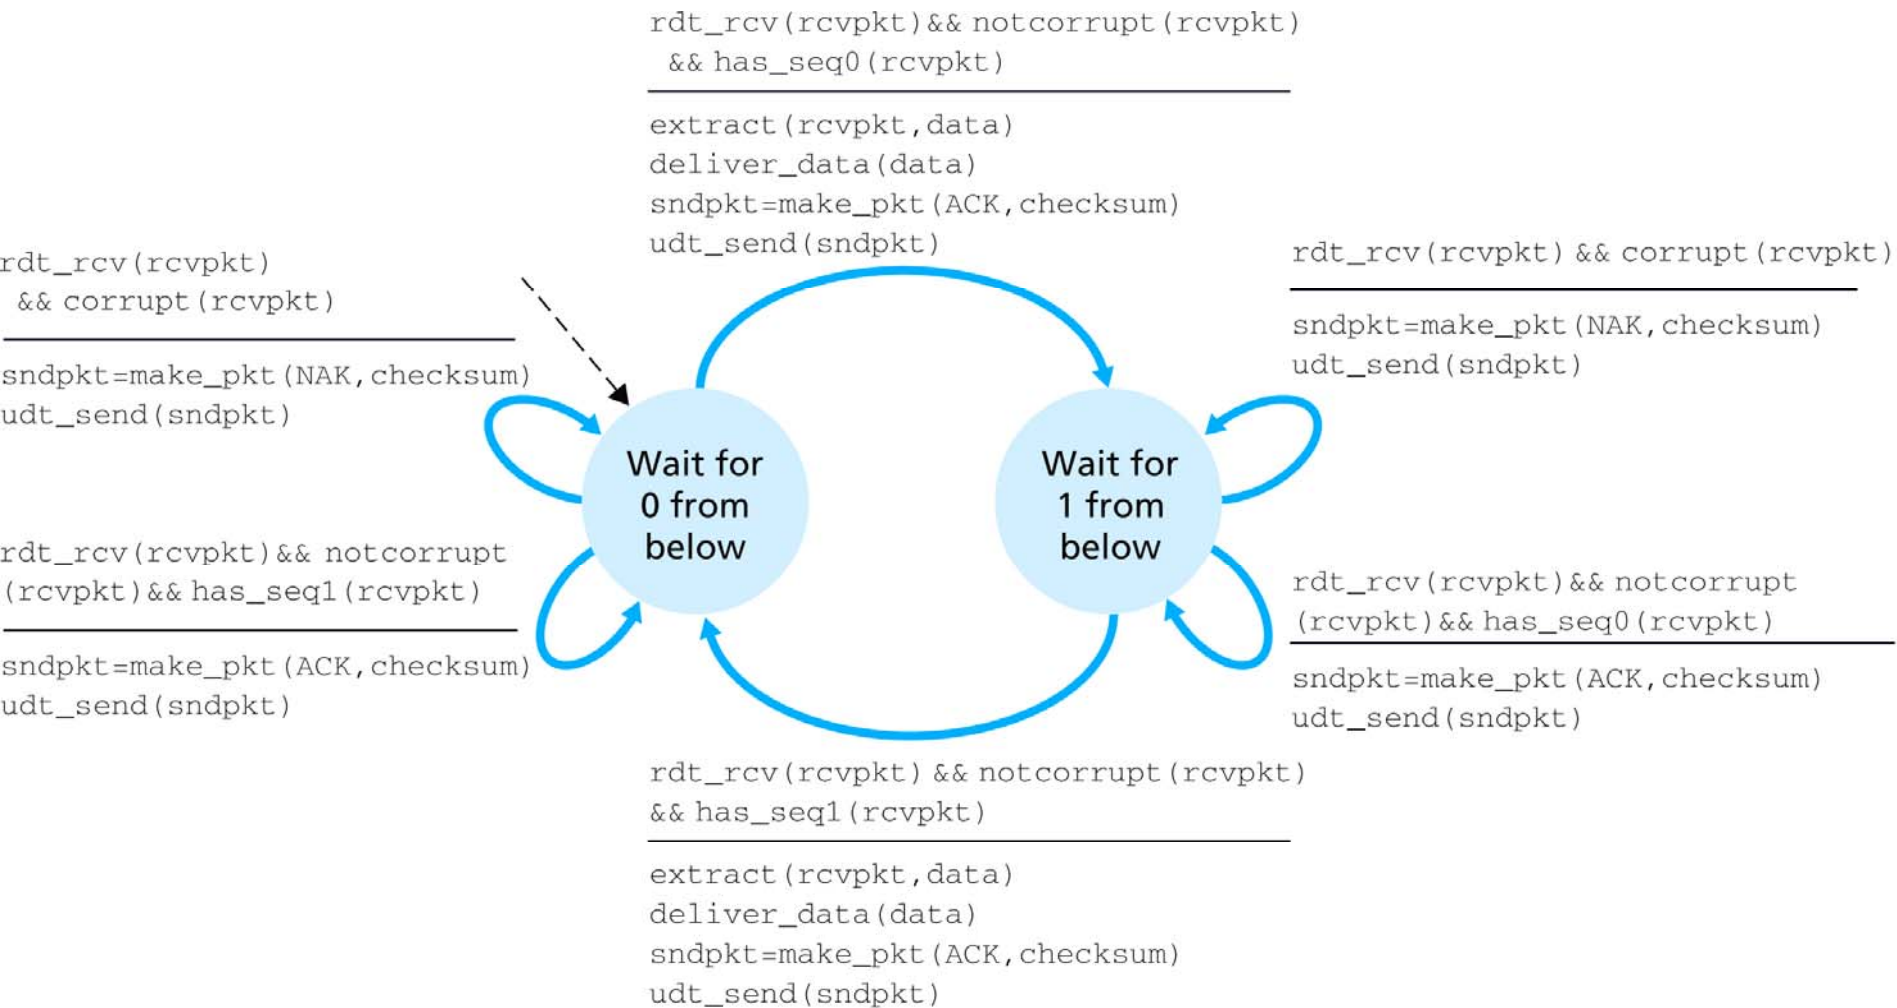 rdt_rcv(rcvpkt)&& notcorrupt(rcvpkt)
&& has_seq0(rcvpkt)
extract(rcvpkt,data)
deliver_data(data)
sndpkt=make_pkt(ACK,checksum)
udt_send(sndpkt)
rdt_rcv(rcvpkt)
&& corrupt(rcvpkt)
sndpkt=make_pkt(NAK,checksum)
udt_send(sndpkt)
rdt_rcv(rcvpkt) && corrupt(rcvpkt)
sndpkt=make_pkt(NAK,checksum)
udt_send(sndpkt)
Wait for
0 from
below
Wait for
1 from
below
rdt_rcv(rcvpkt)&& notcorrupt
(rcvpkt)&& has_seq1(rcvpkt)
sndpkt=make_pkt(ACK,checksum)
udt_send(sndpkt)
rdt_rcv(rcvpkt)&& notcorrupt
(rcvpkt)&& has_seq0(rcvpkt)
sndpkt=make_pkt(ACK,checksum)
udt_send(sndpkt)
rdt_rcv(rcvpkt) && notcorrupt(rcvpkt)
&& has_seq1(rcvpkt)
extract(rcvpkt,data)
deliver_data(data)
sndpkt=make_pkt(ACK,checksum)
udt_send(sndpkt)